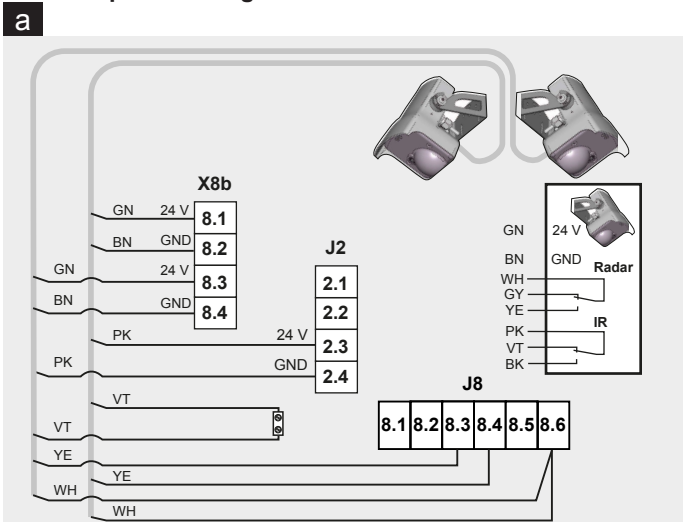 a
X8b
GN 24 V 8.1
BN GND 8.2
GN 24 V 8.3
BN GND 8.4
J2
2.1
2.2
PK 24 V 2.3
PK GND 2.4
VT
VT
YE
YE
WH
WH
J8
8.1 8.2 8.3 8.4 8.5 8.6
GN 24 V
BN GND
Radar
WH
GY
YE
IR
PK
VT
BK